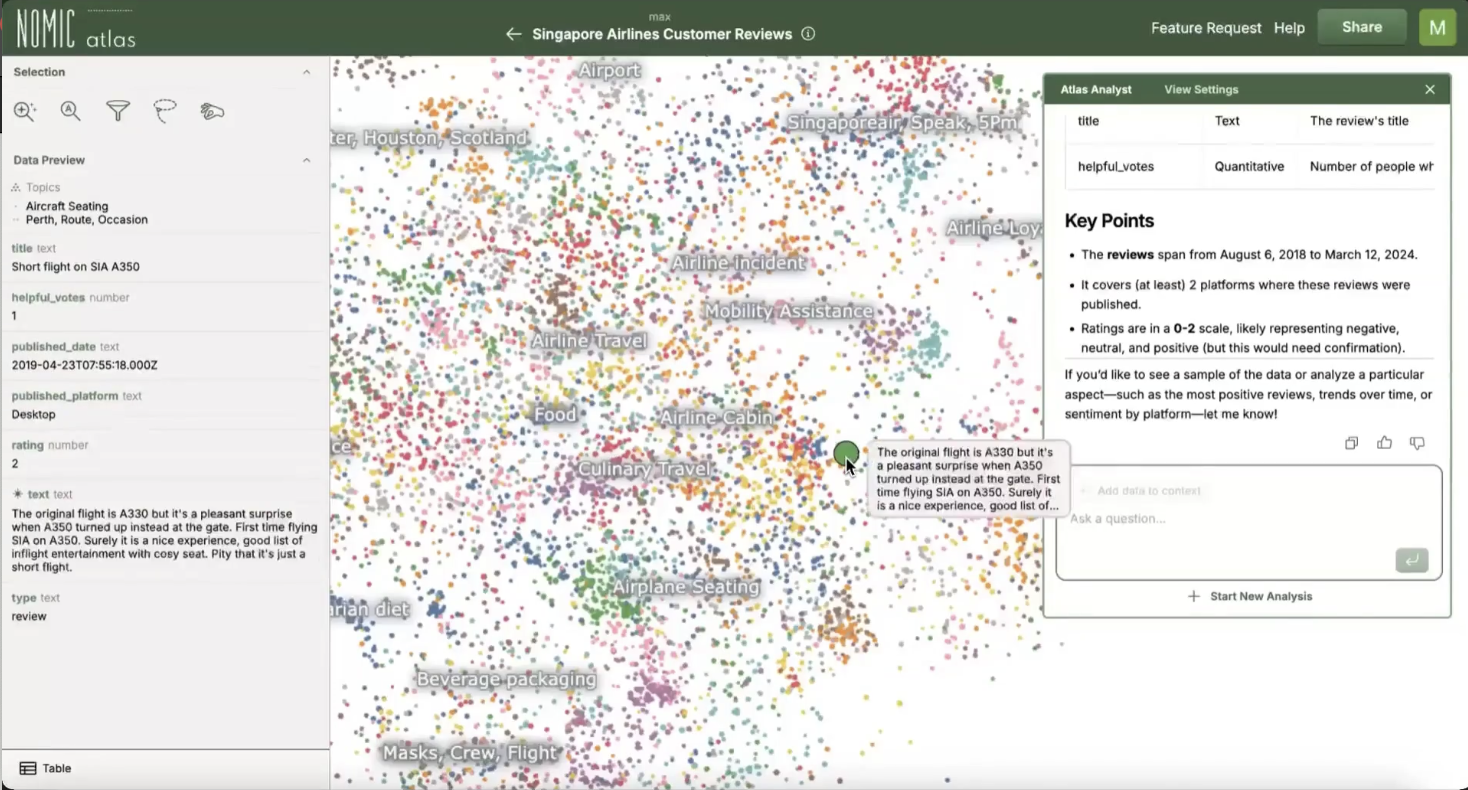 NOMIC atlas
max
Singapore Airlines Customer Reviews
Feature Request
Help
Share
M
Selection
Data Preview
Topics
Aircraft Seating
Perth, Route, Occasion
title text
Short flight on SIA A350
helpful_votes number
1
published_date text
2019-04-23T07:55:18.000Z
published_platform text
Desktop
rating number
2
text text
The original flight is A330 but it's a pleasant surprise
when A350 turned up instead at the gate. First time flying
SIA on A350. Surely it is a nice experience, good list of
inflight entertainment with cosy seat. Pity that it's just a
short flight.
type text
review
Table
Airport
Singaporeair, Speak, 5Pm
ter, Houston, Scotland
Airline Loy
Airline incident
Mobility Assistance
Airline Travel
Food
Airline Cabin
ce
Culinary Travel
The original flight is A330 but it's
a pleasant surprise when A350
turned up instead at the gate. First
time flying SIA on A350. Surely it
is a nice experience, good list of...
Airplane Seating
arian diet
Beverage packaging
Masks, Crew, Flight
Atlas Analyst
View Settings
title Text The review's title
helpful_votes Quantitative Number of people wh
Key Points
• The reviews span from August 6, 2018 to March 12, 2024.
• It covers (at least) 2 platforms where these reviews were
published.
• Ratings are in a 0-2 scale, likely representing negative,
neutral, and positive (but this would need confirmation).
If you'd like to see a sample of the data or analyze a particular
aspect—such as the most positive reviews, trends over time, or
sentiment by platform—let me know!
Add data to context
Ask a question...
+ Start New Analysis